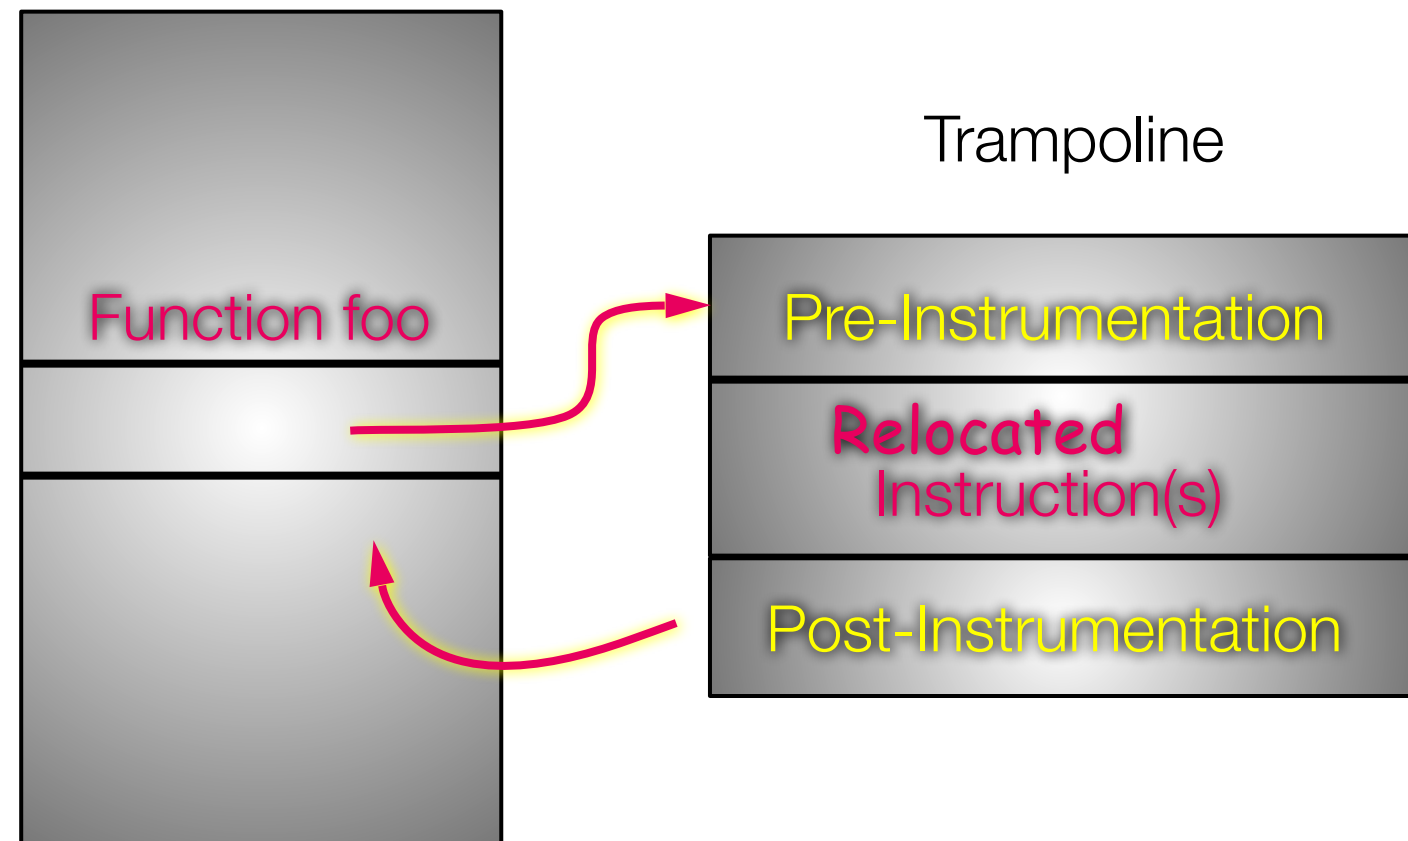 Trampoline
Function foo
Pre-Instrumentation
Relocated
Instruction(s)
Post-Instrumentation